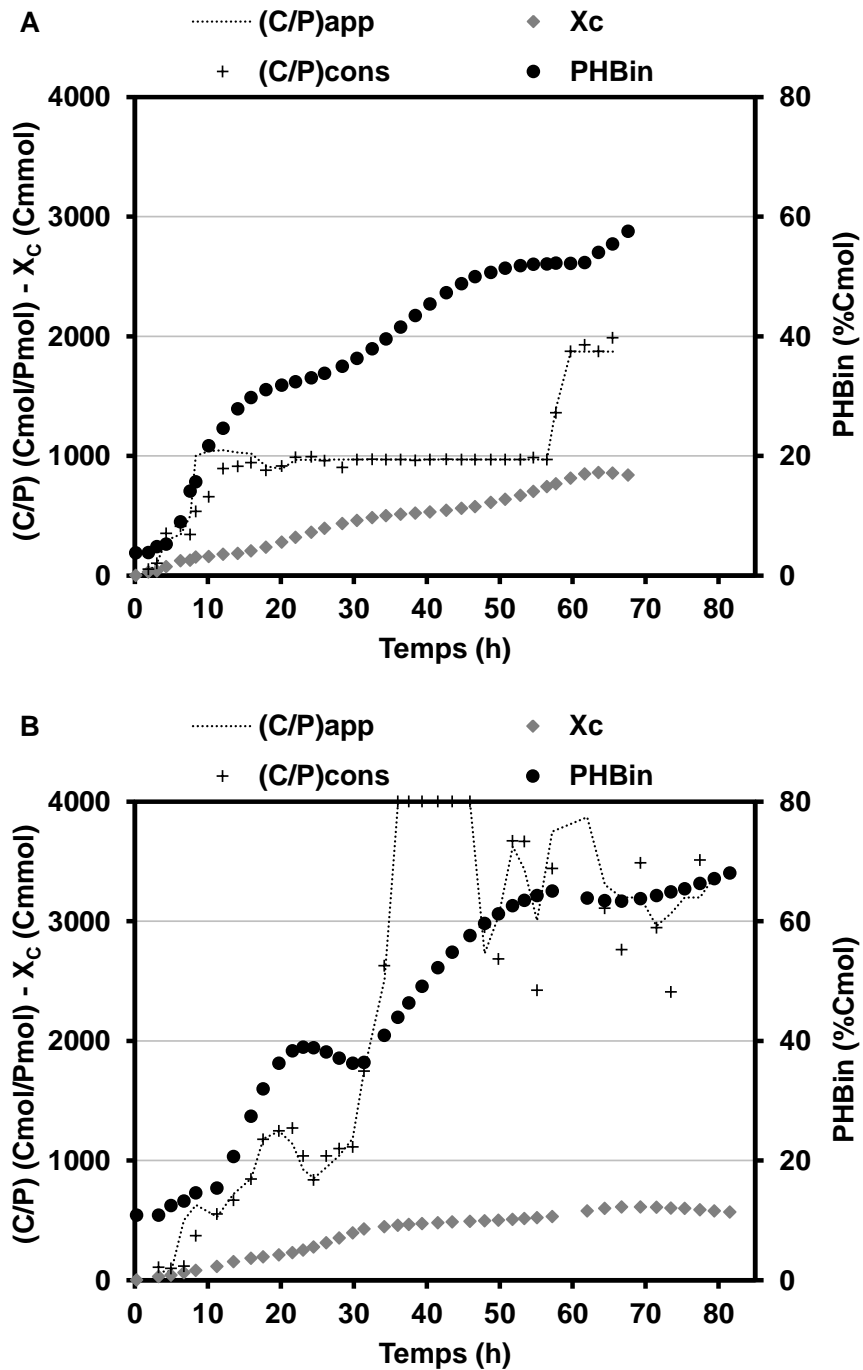 A
(C/P)app
Xc
(C/P)cons
PHBin
4000
3000
2000
1000
0
(C/P) (Cmol/Pmol) - XC (Cmmol)
80
60
40
20
0
PHBin (%Cmol)
0 10 20 30 40 50 60 70 80
Temps (h)
B
(C/P)app
Xc
(C/P)cons
PHBin
4000
3000
2000
1000
0
(C/P) (Cmol/Pmol) - XC (Cmmol)
80
60
40
20
0
PHBin (%Cmol)
0 10 20 30 40 50 60 70 80
Temps (h)